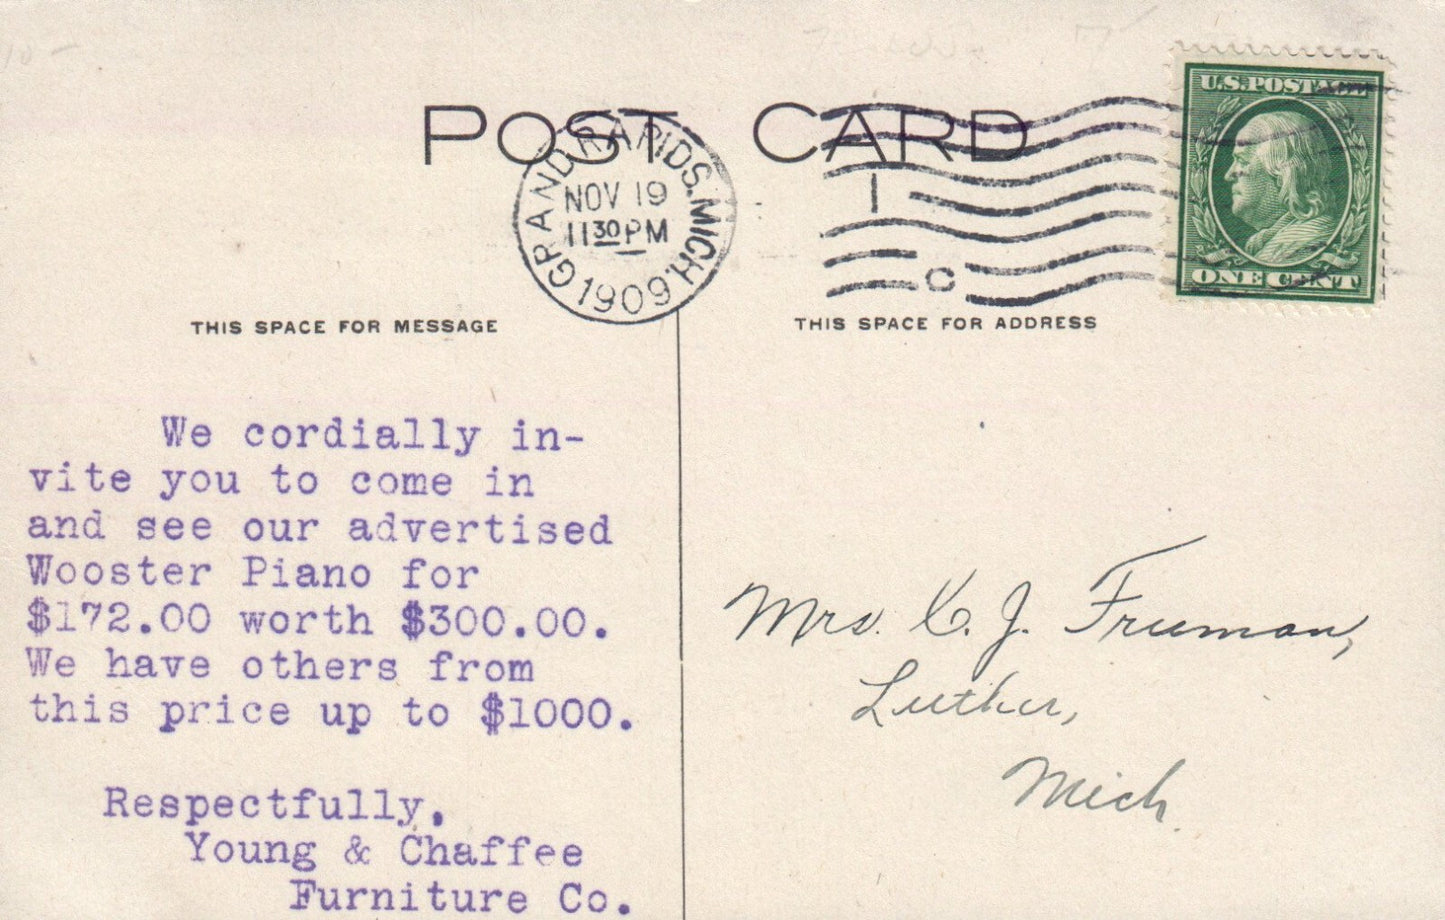 POST CARD
GRAND RAPIDS, MICH.
NOV 19
11 30 PM
1909
1
C
U.S. POSTAGE
ONE CENT
THIS SPACE FOR MESSAGE
THIS SPACE FOR ADDRESS
We cordially in-
vite you to come in
and see our advertised
Wooster Piano for
$172.00 worth $300.00.
We have others from
this price up to $1000.
Respectfully,
Young & Chaffee
Furniture Co.
Mrs. J. Freeman,
Luther,
Mich.